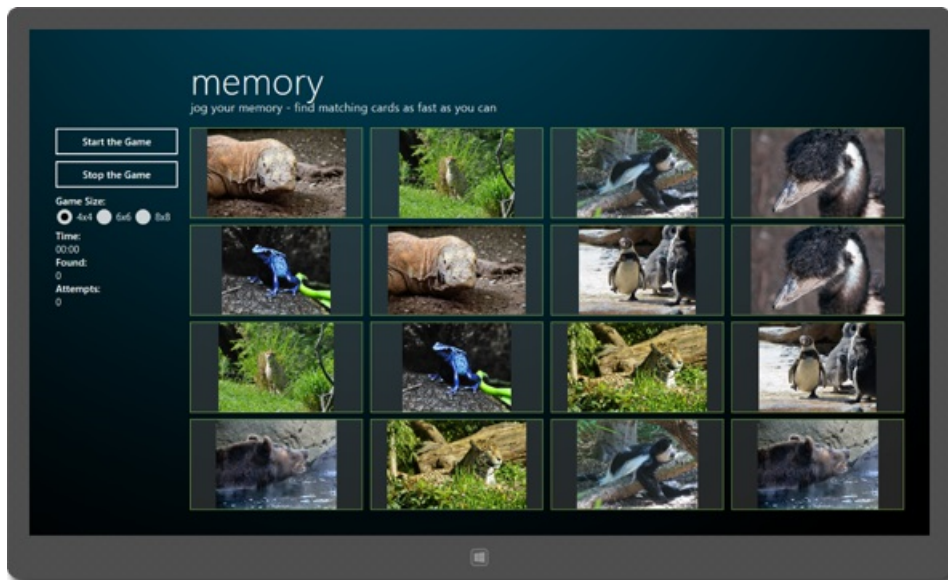 memory
jog your memory - find matching cards as fast as you can
Start the Game
Stop the Game
Game Size:
4x4 6x6 8x8
Time:
00:00
Found:
0
Attempts:
0